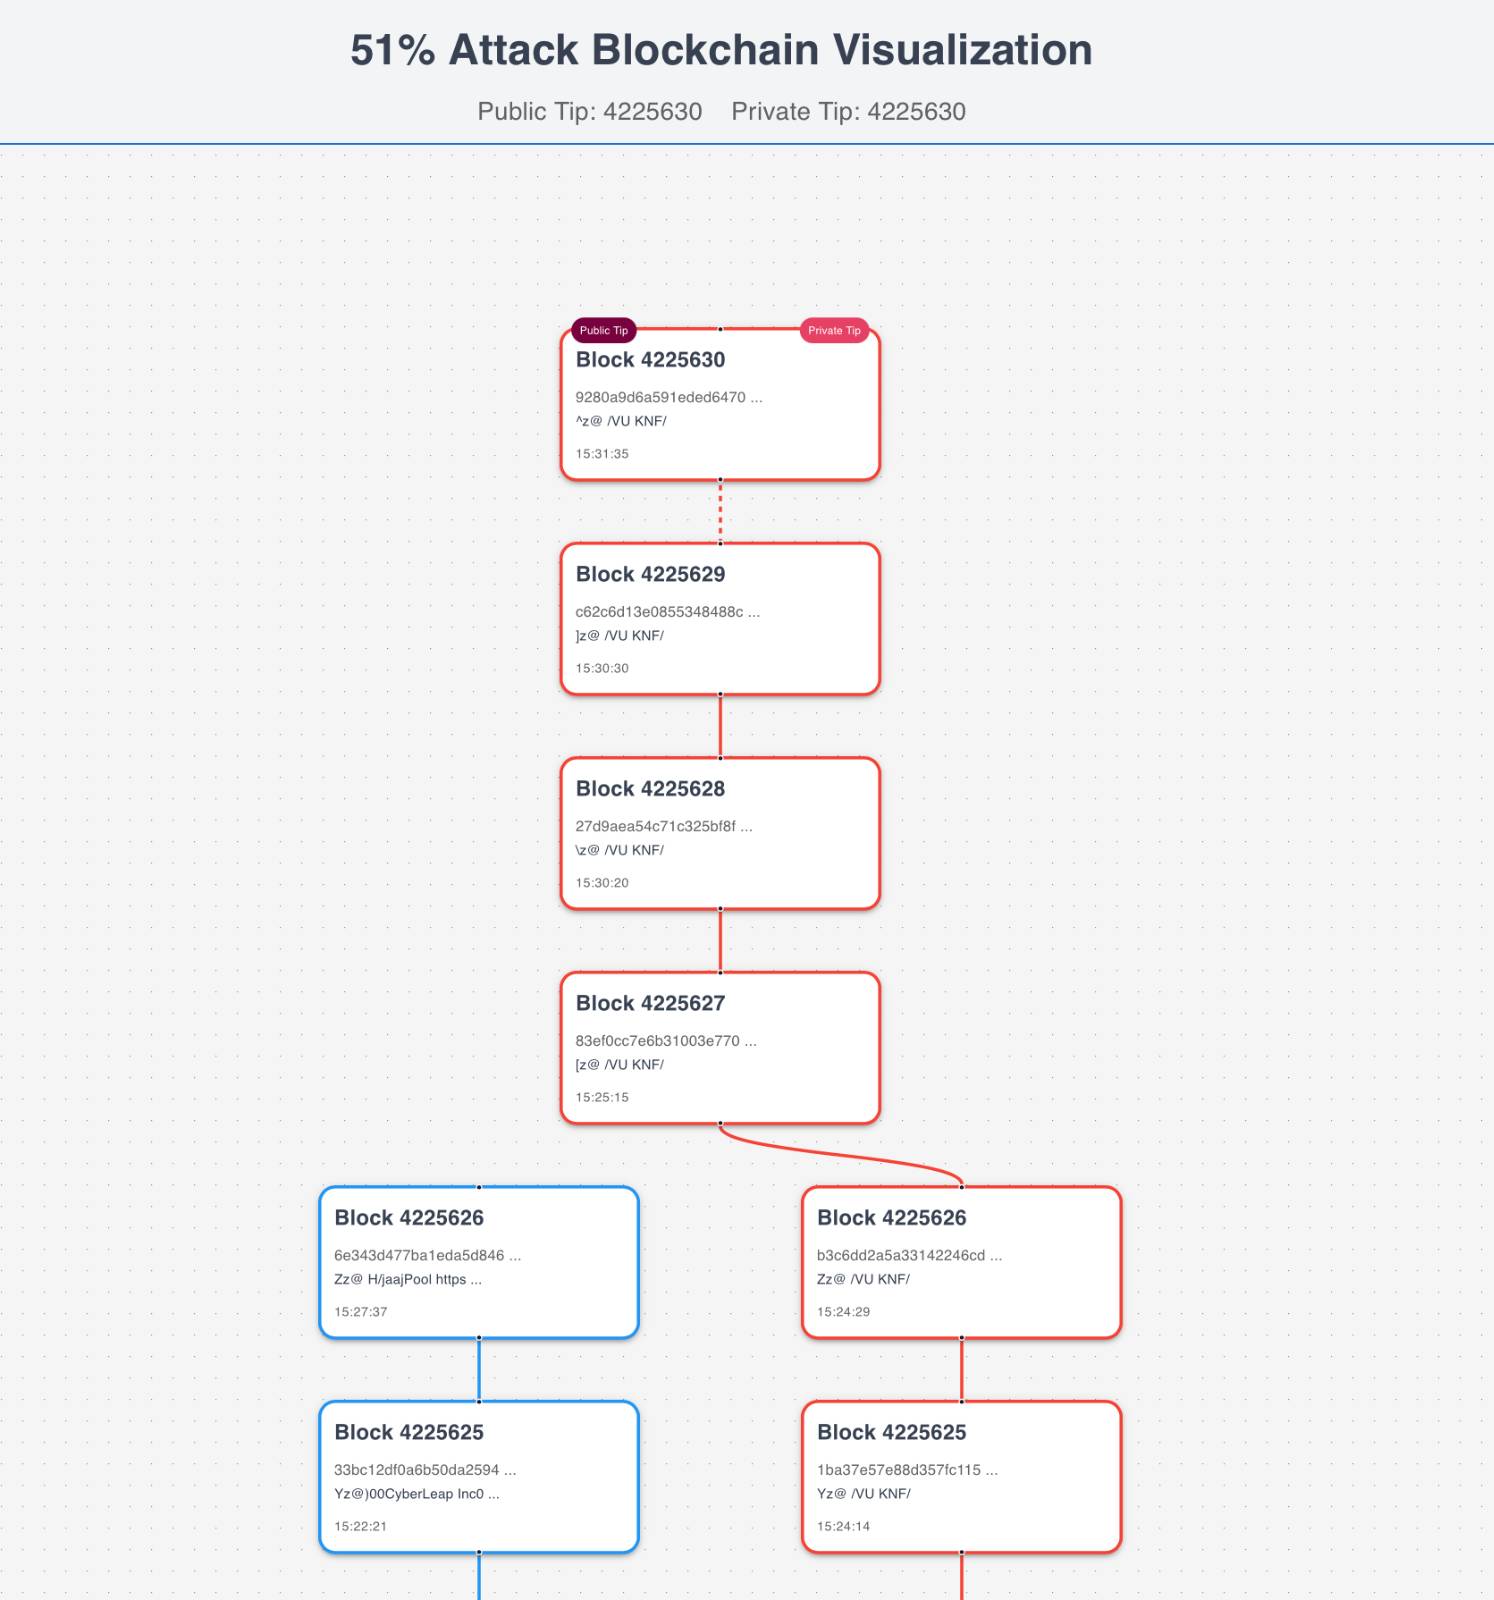 51% Attack Blockchain Visualization
Public Tip: 4225630 Private Tip: 4225630
Public Tip
Private Tip
Block 4225630
9280a9d6a591eded6470 ...
^z@ /VU KNF/
15:31:35
Block 4225629
c62c6d13e0855348488c ...
]z@ /VU KNF/
15:30:30
Block 4225628
27d9aea54c71c325bf8f ...
\z@ /VU KNF/
15:30:20
Block 4225627
83ef0cc7e6b31003e770 ...
[z@ /VU KNF/
15:25:15
Block 4225626
6e343d477ba1eda5d846 ...
Zz@ H/jaajPool https ...
15:27:37
Block 4225626
b3c6dd2a5a33142246cd ...
Zz@ /VU KNF/
15:24:29
Block 4225625
33bc12df0a6b50da2594 ...
Yz@)00CyberLeap Inc0 ...
15:22:21
Block 4225625
1ba37e57e88d357fc115 ...
Yz@ /VU KNF/
15:24:14